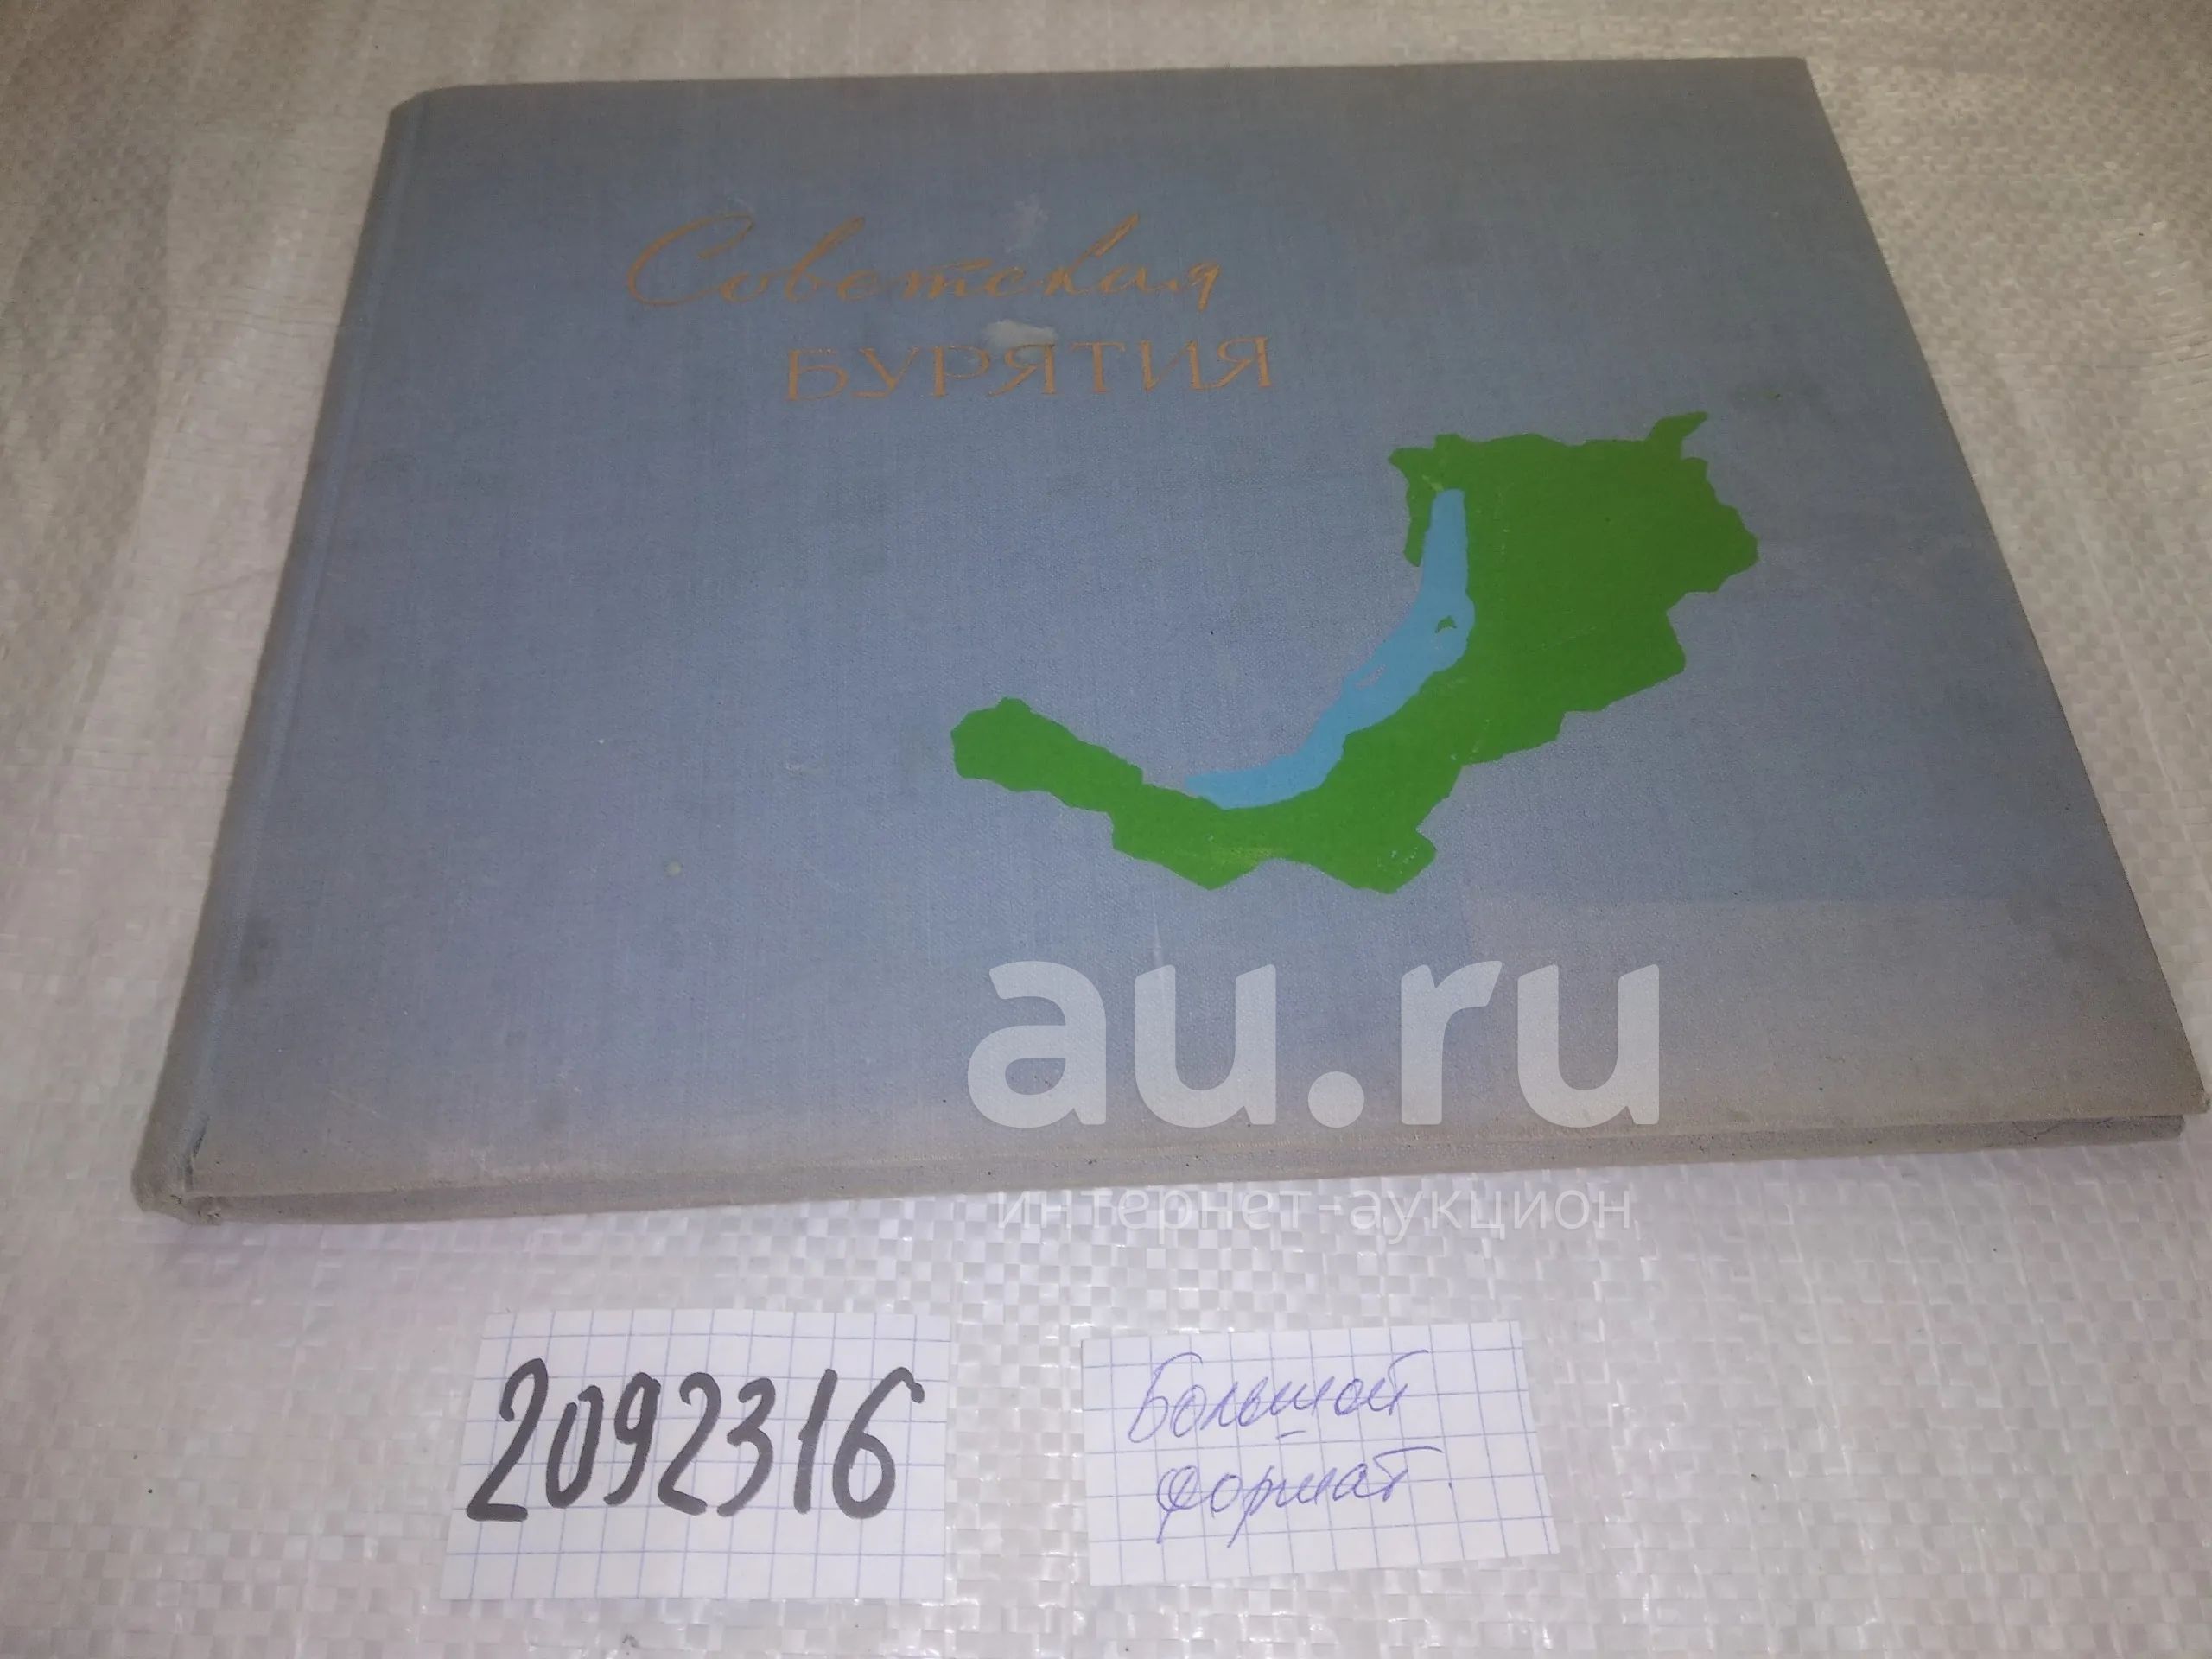 Советская
БУРЯТИЯ
au.ru
интернет-аукцион
2092316
Большой
формат.